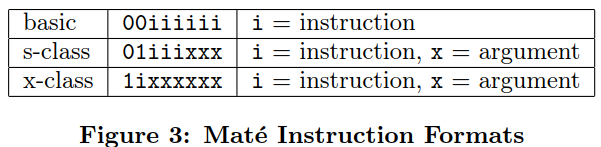 basic 00iiiiii i = instruction
s-class 01iiixxx i = instruction, x = argument
x-class 1ixxxxxx i = instruction, x = argument
Figure 3: Maté Instruction Formats